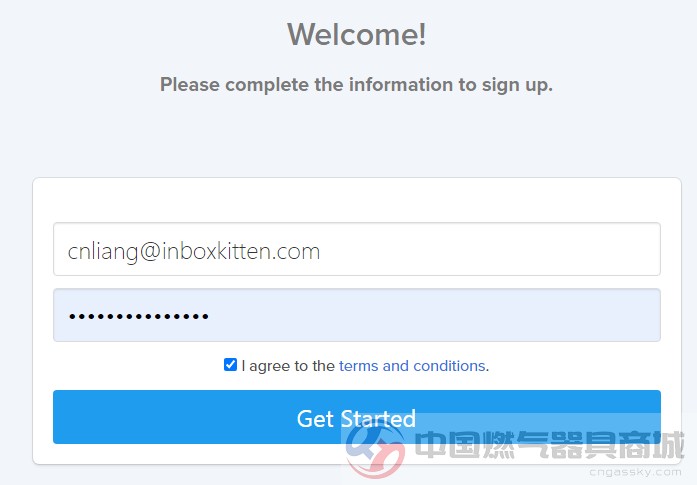 Welcome!
Please complete the information to sign up.
cnliang@inboxkitten.com
•••••••••••••••
I agree to the terms and conditions.
Get Started
中国燃气器具商城
cngassky.com